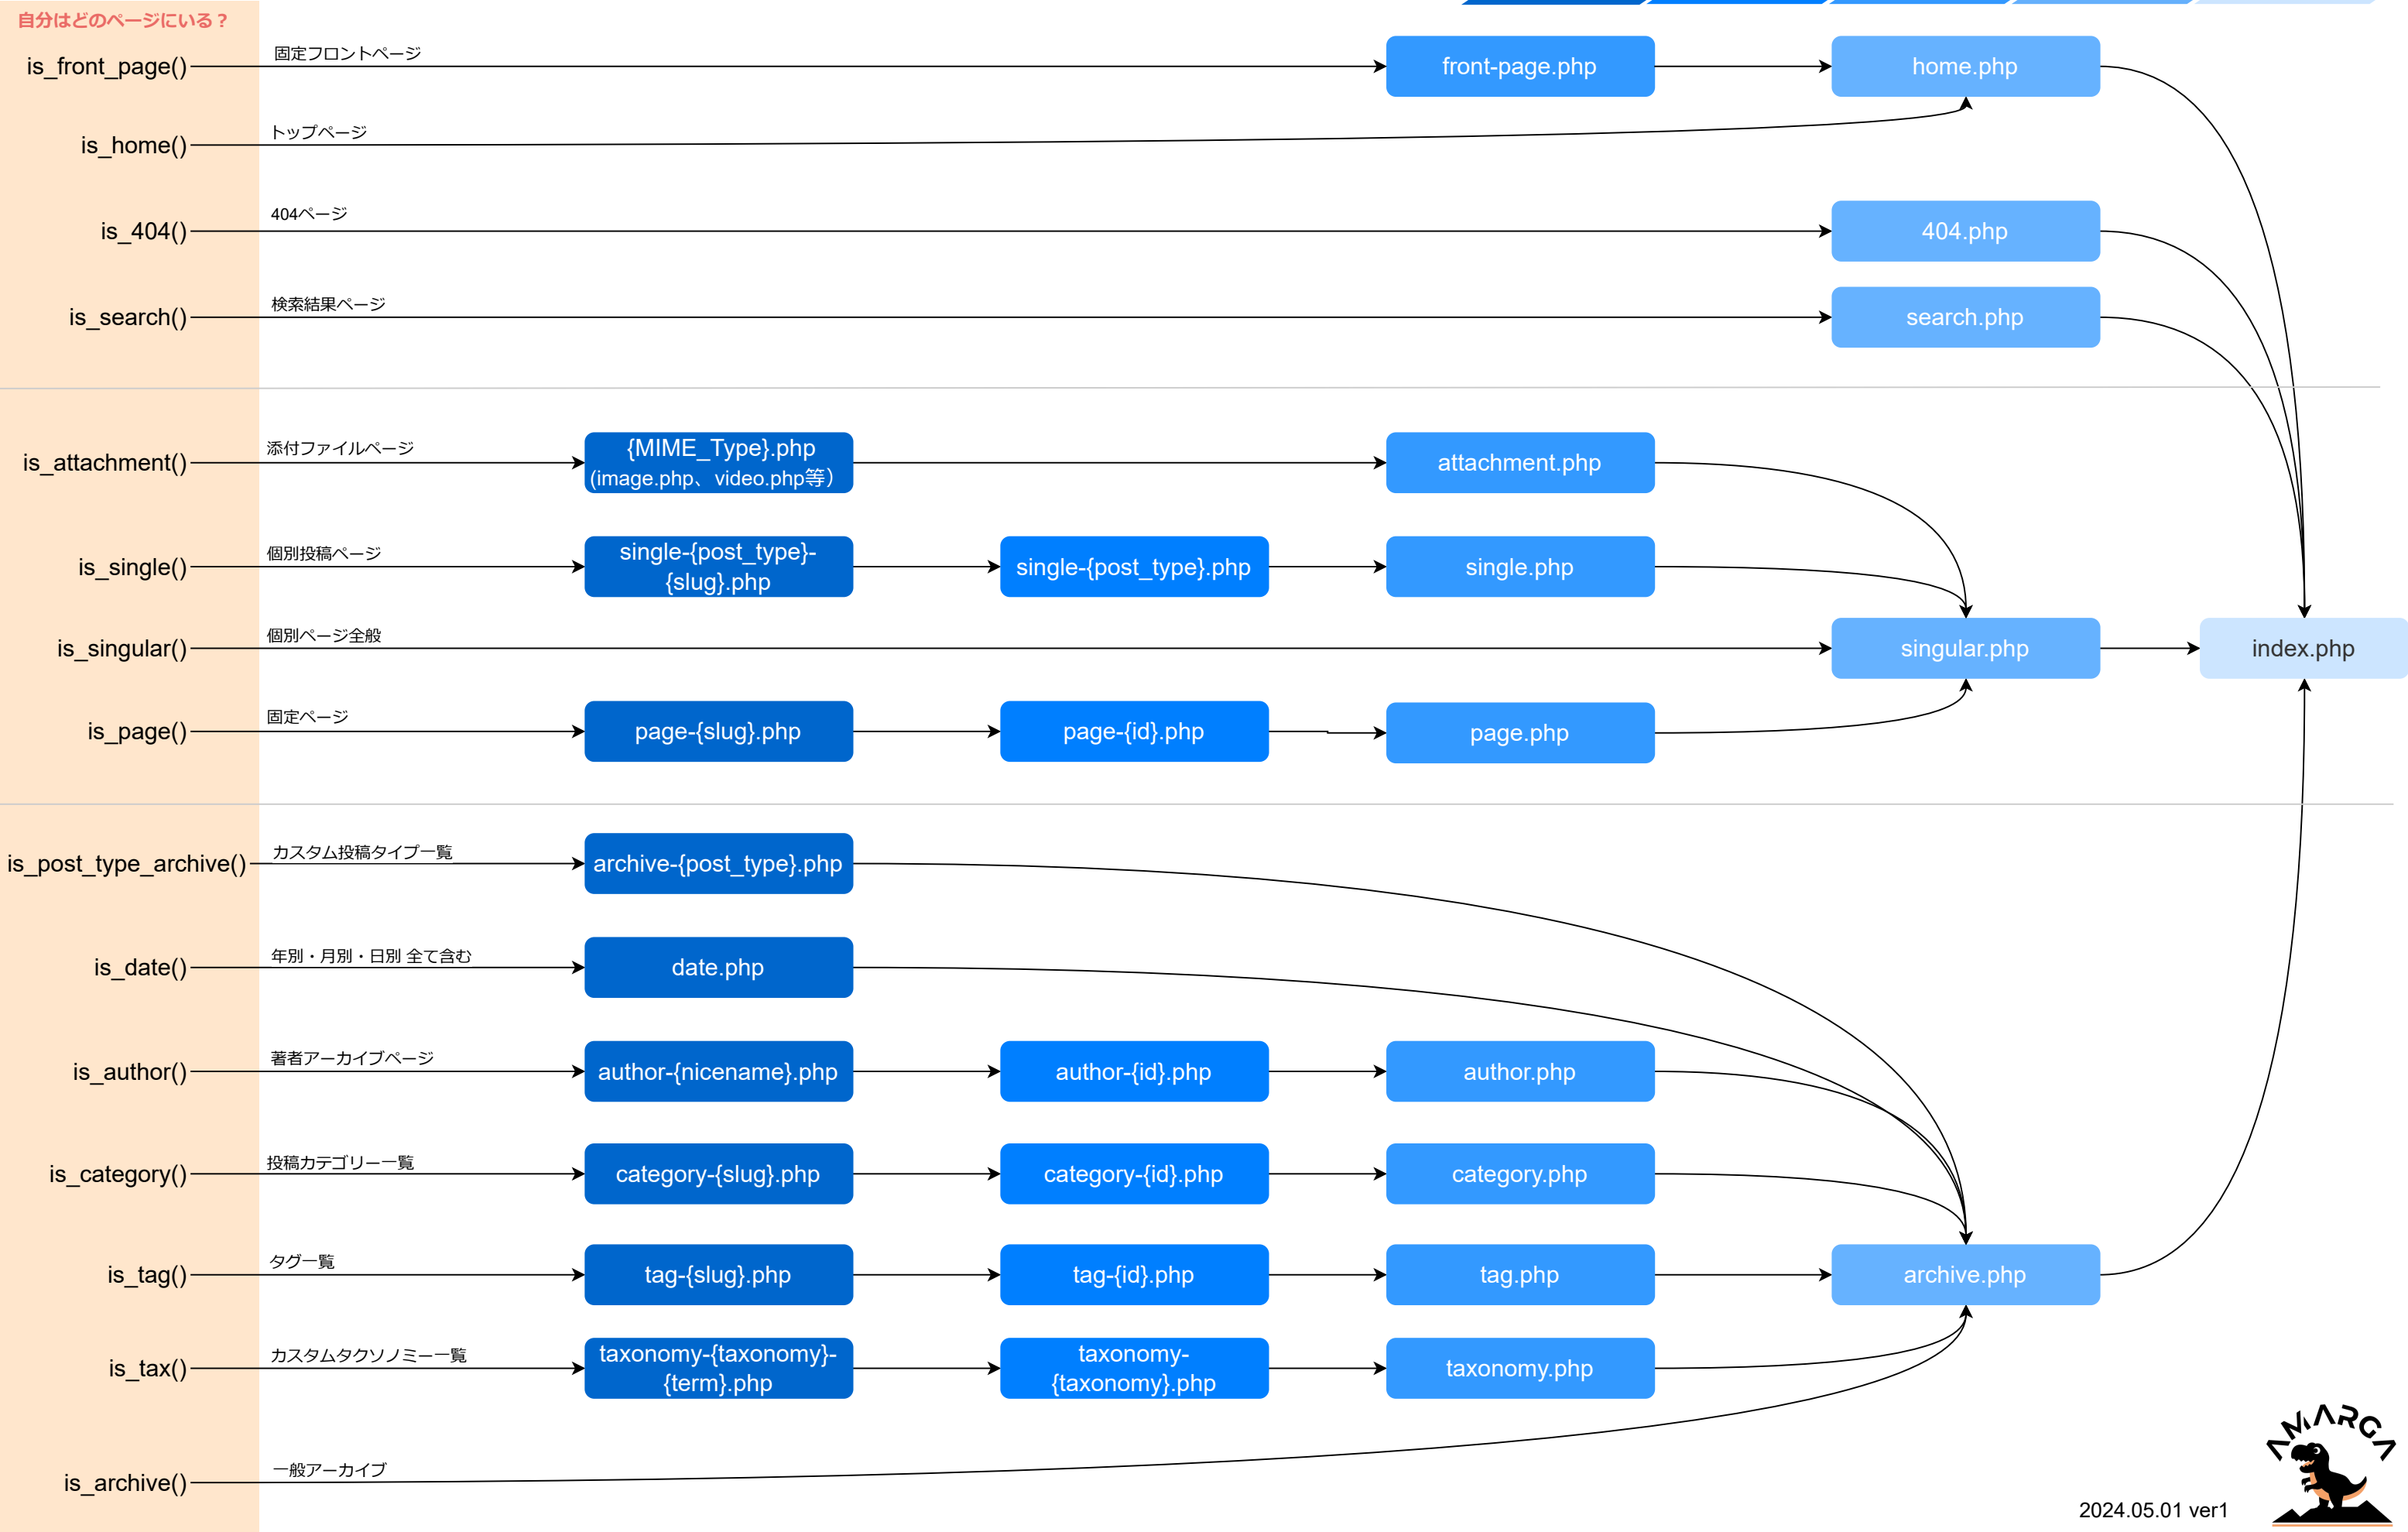 自分はどのページにいる？
is_front_page()
固定フロントページ
front-page.php
home.php
is_home()
トップページ
is_404()
404ページ
404.php
is_search()
検索結果ページ
search.php
is_attachment()
添付ファイルページ
{MIME_Type}.php
(image.php、video.php等）
attachment.php
is_single()
個別投稿ページ
single-{post_type}-
{slug}.php
single-{post_type}.php
single.php
is_singular()
個別ページ全般
singular.php
index.php
is_page()
固定ページ
page-{slug}.php
page-{id}.php
page.php
is_post_type_archive()
カスタム投稿タイプ一覧
archive-{post_type}.php
is_date()
年別・月別・日別 全て含む
date.php
is_author()
著者アーカイブページ
author-{nicename}.php
author-{id}.php
author.php
is_category()
投稿カテゴリー一覧
category-{slug}.php
category-{id}.php
category.php
is_tag()
タグ一覧
tag-{slug}.php
tag-{id}.php
tag.php
archive.php
is_tax()
カスタムタクソノミー一覧
taxonomy-{taxonomy}-
{term}.php
taxonomy-
{taxonomy}.php
taxonomy.php
is_archive()
一般アーカイブ
AMARGA
2024.05.01 ver1